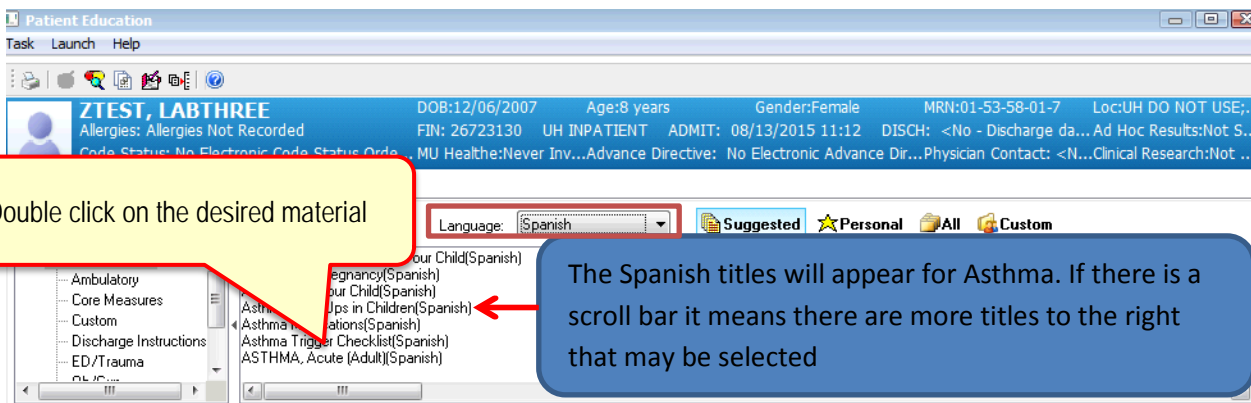 Patient Education
Task Launch Help
ZTEST, LABTHREE DOB:12/06/2007 Age:8 years Gender:Female MRN:01-53-58-01-7 Loc:UH DO NOT USE;...
Allergies: Allergies Not Recorded FIN: 26723130 UH INPATIENT ADMIT: 08/13/2015 11:12 DISCH: <No - Discharge da... Ad Hoc Results:Not S...
Code Status: No Electronic Code Status Orde... MU Healthe:Never Inv...Advance Directive: No Electronic Advance Dir...Physician Contact: <N...Clinical Research:Not ...
Double click on the desired material
Language: Spanish Suggested Personal All Custom
Ambulatory
Core Measures
Custom
Discharge Instructions
ED/Trauma
our Child(Spanish)
egnancy(Spanish)
our Child(Spanish)
Ups in Children(Spanish)
Asthma ations(Spanish)
Asthma Trigger Checklist(Spanish)
ASTHMA, Acute (Adult)(Spanish)
The Spanish titles will appear for Asthma. If there is a
scroll bar it means there are more titles to the right
that may be selected